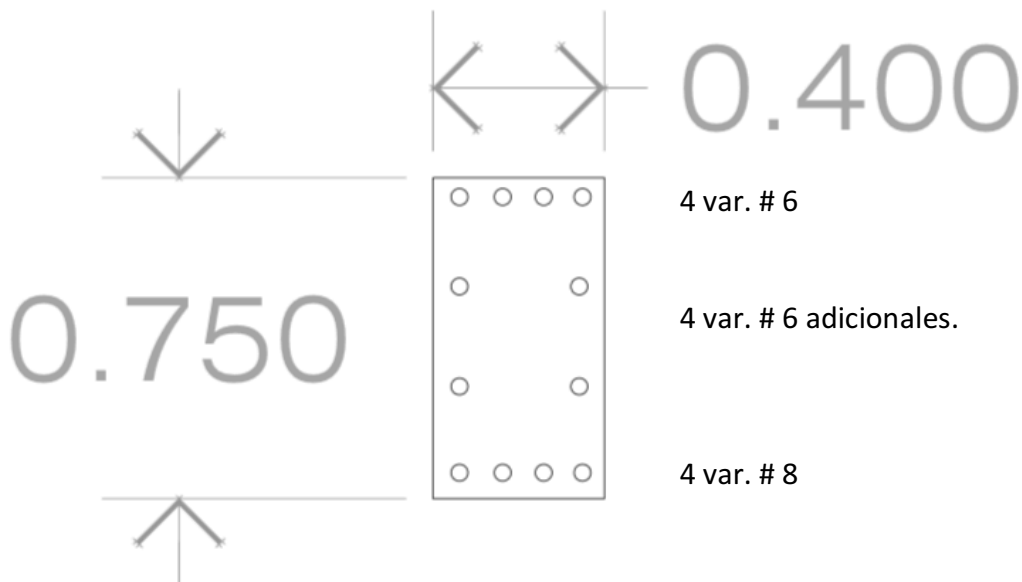 0.400
4 var. # 6
0.750
4 var. # 6 adicionales.
4 var. # 8